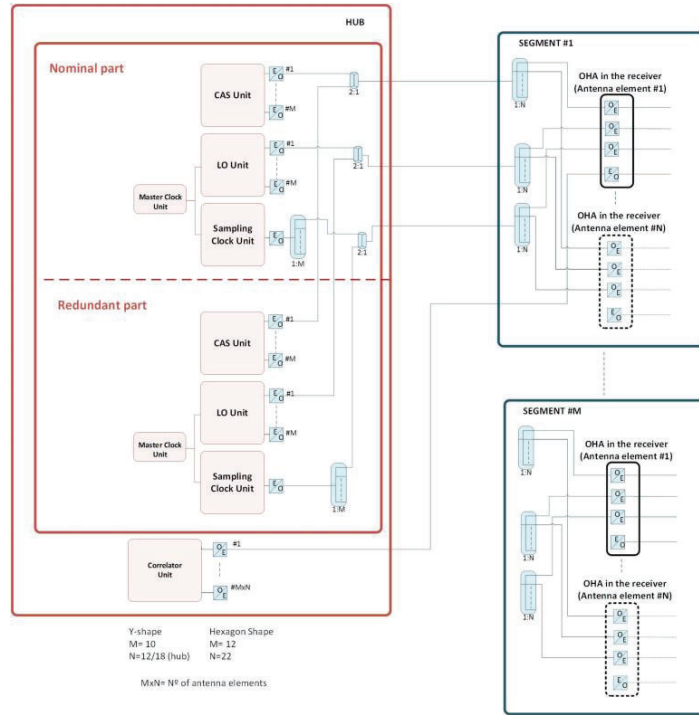 HUB
Nominal part
CAS Unit
E
O
#1
E
O
#M
2:1
LO Unit
E
O
#1
E
O
#M
2:1
Master Clock
Unit
Sampling
Clock Unit
E
O
1:M
2:1
Redundant part
CAS Unit
E
O
#1
E
O
#M
LO Unit
E
O
#1
E
O
#M
Master Clock
Unit
Sampling
Clock Unit
E
O
1:M
Correlator
Unit
O
E
#1
O
E
#MxN
SEGMENT #1
1:N
1:N
1:N
OHA in the receiver
(Antenna element #1)
O
E
O
E
O
E
E
O
OHA in the receiver
(Antenna element #N)
O
E
O
E
O
E
E
O
SEGMENT #M
1:N
1:N
1:N
OHA in the receiver
(Antenna element #1)
O
E
O
E
O
E
E
O
OHA in the receiver
(Antenna element #N)
O
E
O
E
O
E
E
O
Y-shape
M= 10
N=12/18 (hub)
Hexagon Shape
M= 12
N=22
MxN= Nº of antenna elements